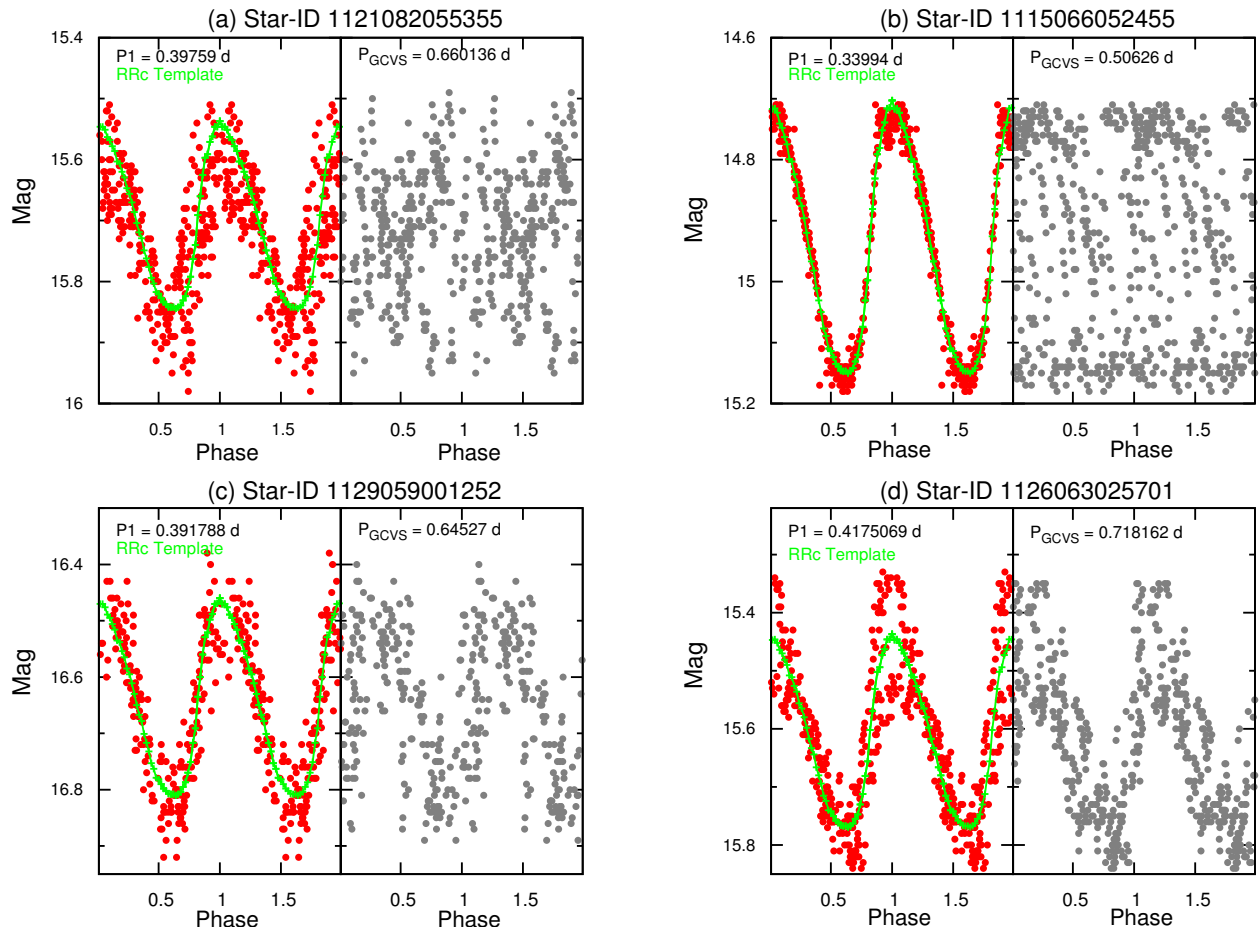 (a) Star-ID 1121082055355
P1 = 0.39759 d
RRc Template
P_GCVS = 0.660136 d
15.4
15.6
15.8
16
Mag
0.5 1 1.5 0.5 1 1.5
Phase Phase
(b) Star-ID 1115066052455
P1 = 0.33994 d
RRc Template
P_GCVS = 0.50626 d
14.6
14.8
15
15.2
Mag
0.5 1 1.5 0.5 1 1.5
Phase Phase
(c) Star-ID 1129059001252
P1 = 0.391788 d
RRc Template
P_GCVS = 0.64527 d
16.4
16.6
16.8
Mag
0.5 1 1.5 0.5 1 1.5
Phase Phase
(d) Star-ID 1126063025701
P1 = 0.4175069 d
RRc Template
P_GCVS = 0.718162 d
15.4
15.6
15.8
Mag
0.5 1 1.5 0.5 1 1.5
Phase Phase